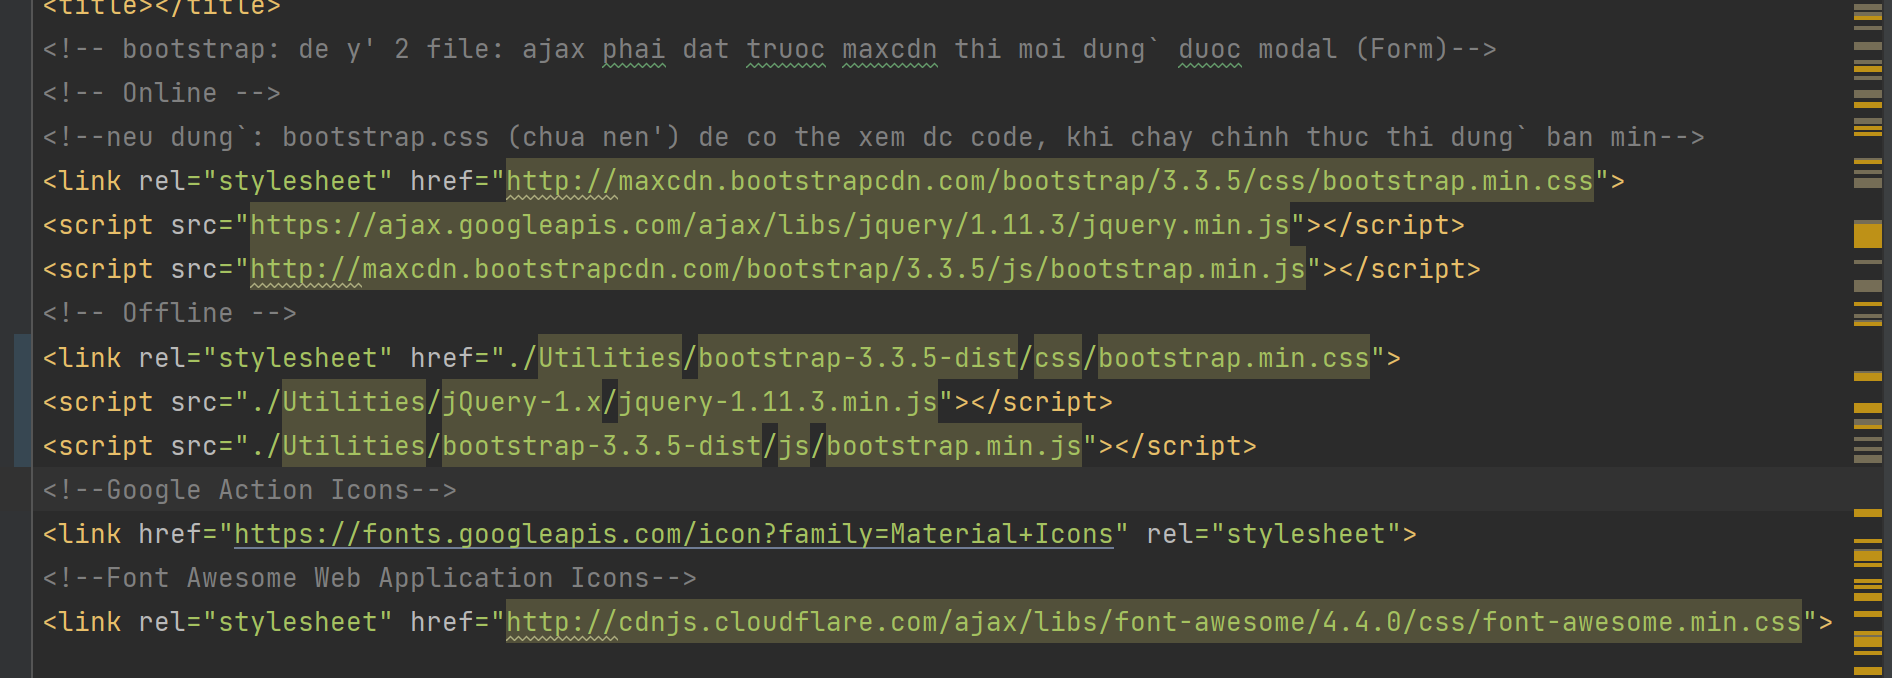 <title></title>
<!-- bootstrap: de y' 2 file: ajax phai dat truoc maxcdn thi moi dung` duoc modal (Form)-->
<!-- Online -->
<!--neu dung`: bootstrap.css (chua nen') de co the xem dc code, khi chay chinh thuc thi dung` ban min-->
<link rel="stylesheet" href="http://maxcdn.bootstrapcdn.com/bootstrap/3.3.5/css/bootstrap.min.css">
<script src="https://ajax.googleapis.com/ajax/libs/jquery/1.11.3/jquery.min.js"></script>
<script src="http://maxcdn.bootstrapcdn.com/bootstrap/3.3.5/js/bootstrap.min.js"></script>
<!-- Offline -->
<link rel="stylesheet" href="./Utilities/bootstrap-3.3.5-dist/css/bootstrap.min.css">
<script src="./Utilities/jQuery-1.x/jquery-1.11.3.min.js"></script>
<script src="./Utilities/bootstrap-3.3.5-dist/js/bootstrap.min.js"></script>
<!--Google Action Icons-->
<link href="https://fonts.googleapis.com/icon?family=Material+Icons" rel="stylesheet">
<!--Font Awesome Web Application Icons-->
<link rel="stylesheet" href="http://cdnjs.cloudflare.com/ajax/libs/font-awesome/4.4.0/css/font-awesome.min.css">